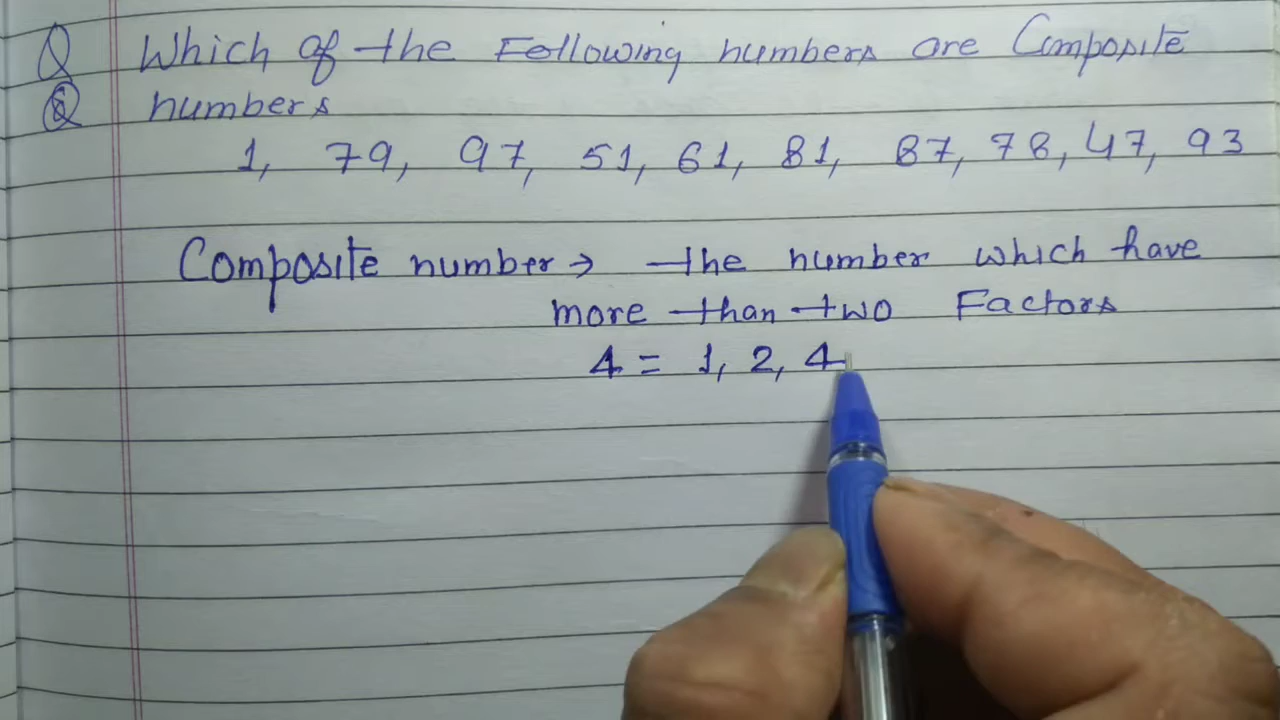 Q Which of the Following numbers are Composite
Q numbers
1, 79, 97, 51, 61, 81, 87, 78, 47, 93
Composite number → the number which have
more than two Factors
4 = 1, 2, 4